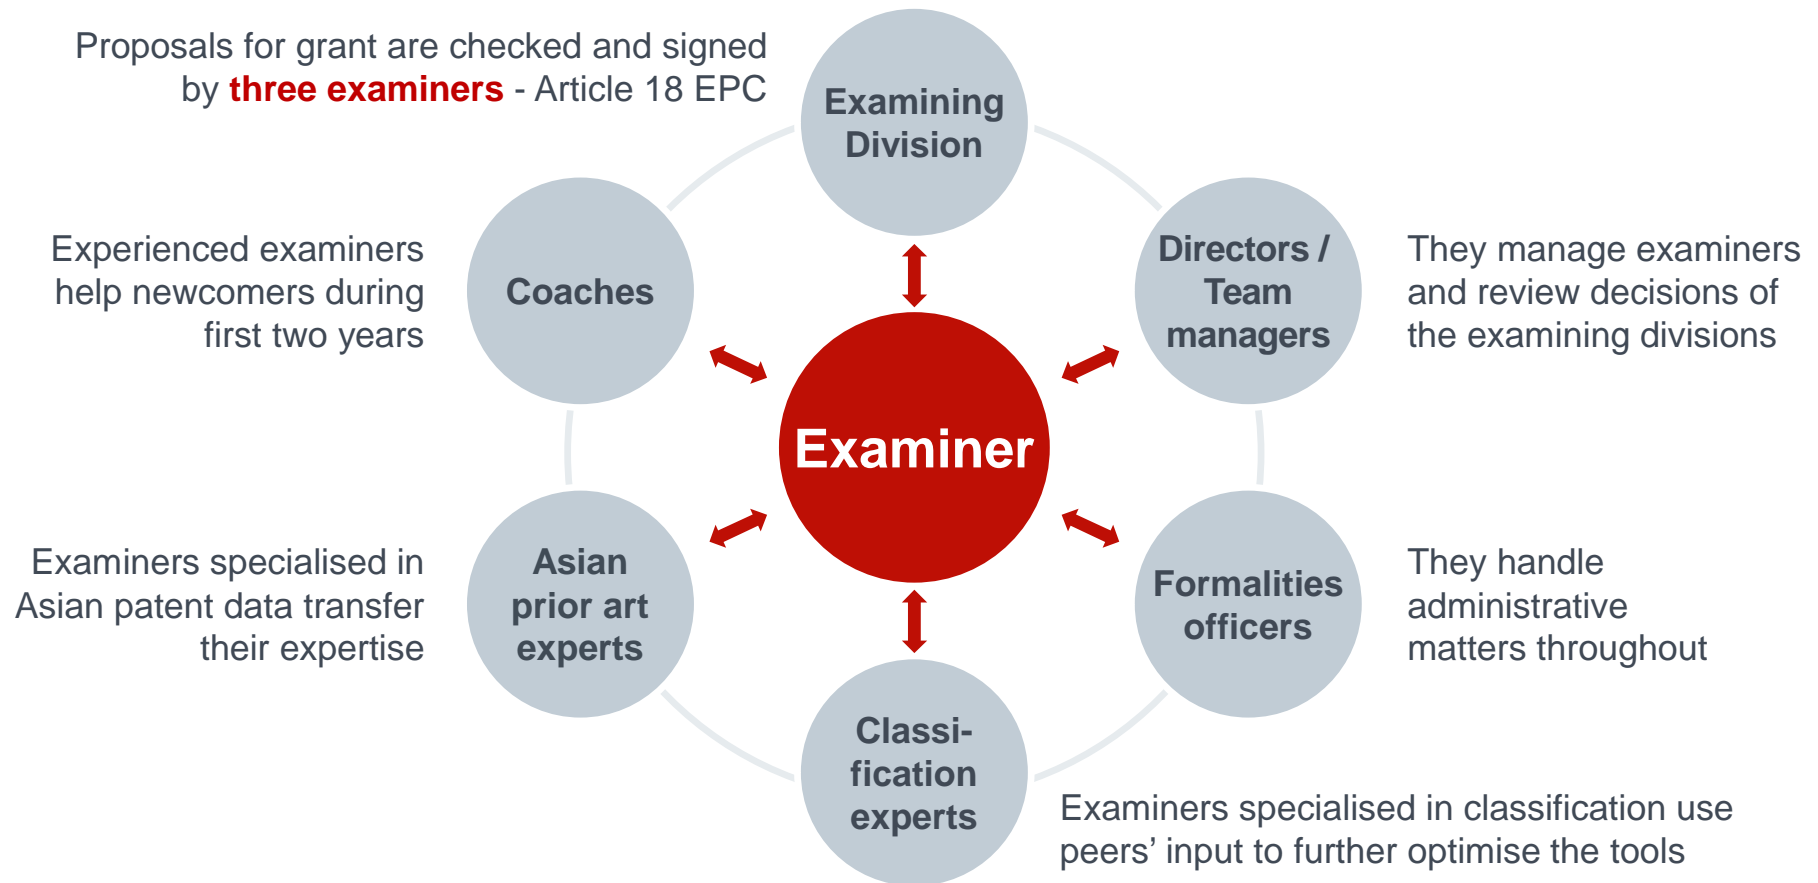 Proposals for grant are checked and signed
by three examiners - Article 18 EPC
Examining
Division
Experienced examiners
help newcomers during
first two years
Coaches
Directors /
Team
managers
They manage examiners
and review decisions of
the examining divisions
Examiner
Examiners specialised in
Asian patent data transfer
their expertise
Asian
prior art
experts
Formalities
officers
They handle
administrative
matters throughout
Classi-
fication
experts
Examiners specialised in classification use
peers’ input to further optimise the tools